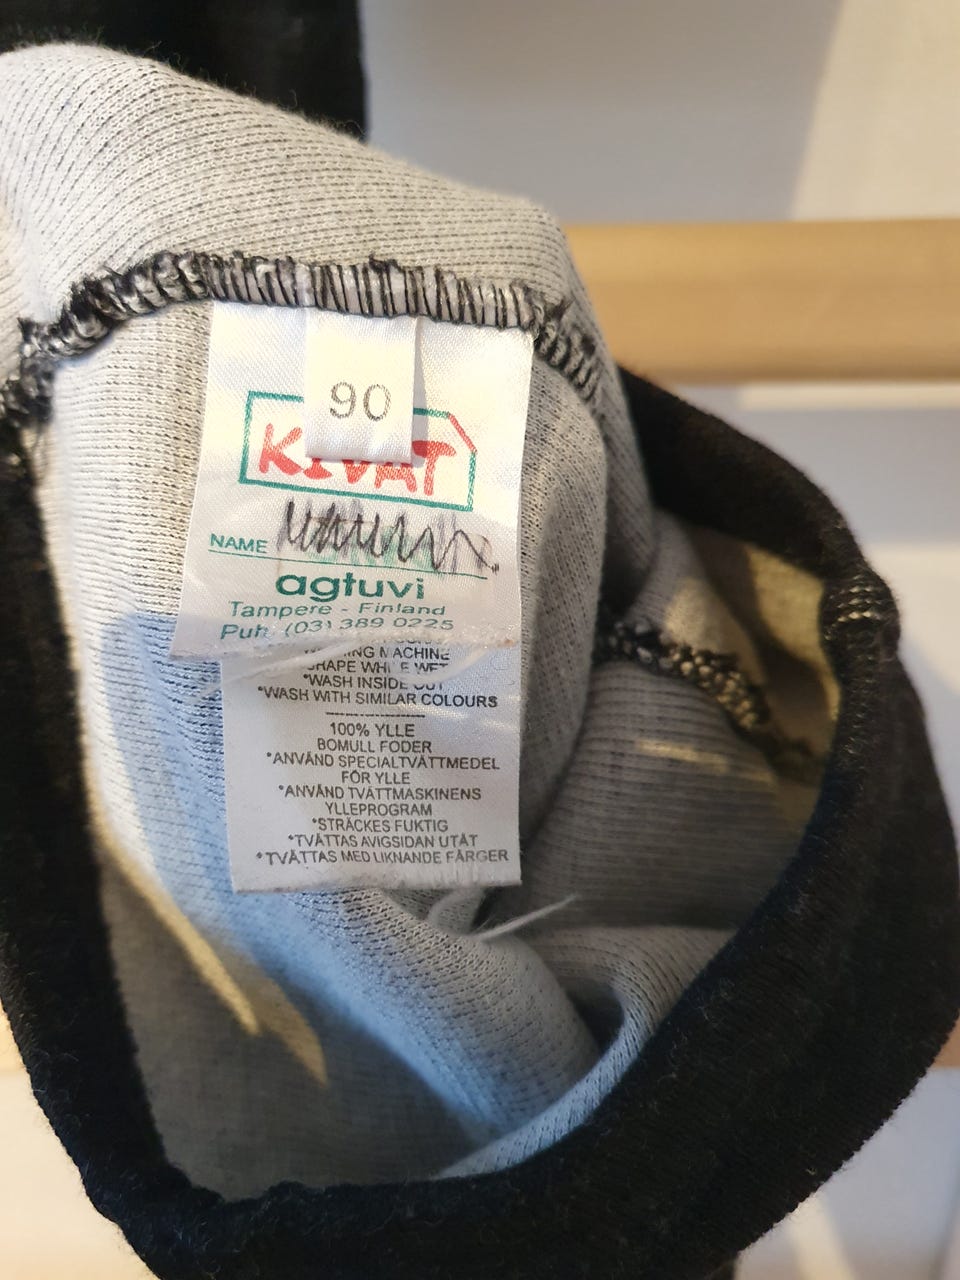 90
KIVAT
NAME
agtuvi
Tampere - Finland
Puh. (03) 389 0225
MACHINE
SHAPE WHILE WET
*WASH INSIDE OUT
*WASH WITH SIMILAR COLOURS
100% YLLE
BOMULL FODER
*ANVÄND SPECIALTVÄTTMEDEL
FÖR YLLE
*ANVÄND TVÄTTMASKINENS
YLLEPROGRAM
*STRÄCKES FUKTIG
*TVÄTTAS AVIGSIDAN UTÅT
*TVÄTTAS MED LIKNANDE FÄRGER